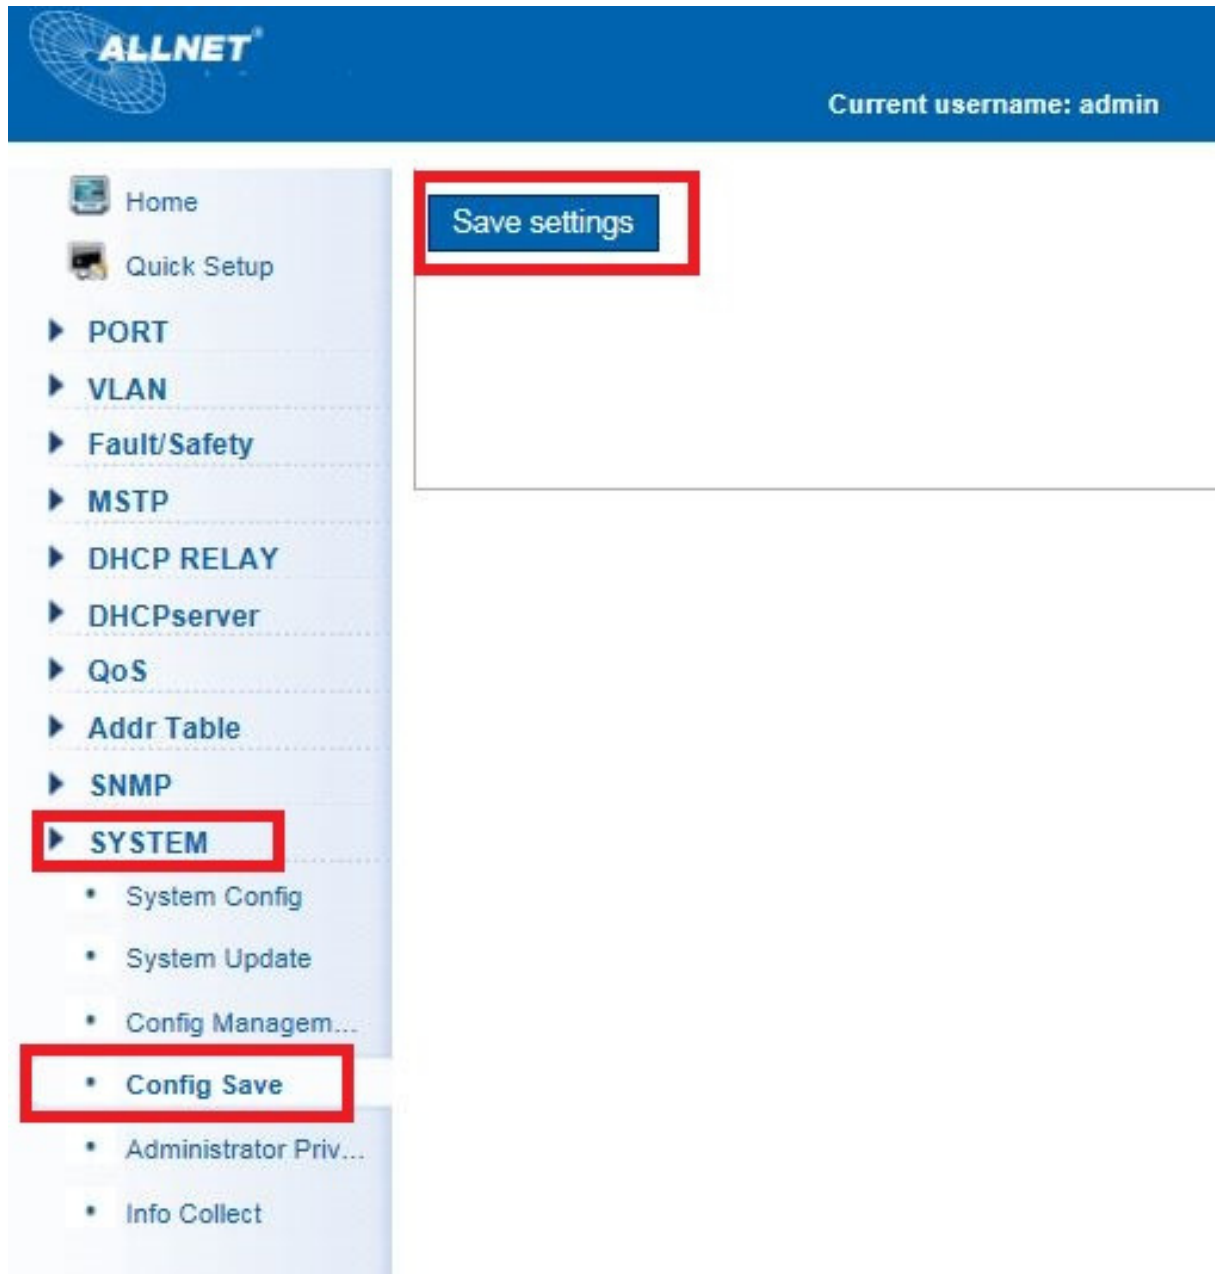 ALLNET®
Current username: admin
Home
Save settings
Quick Setup
PORT
VLAN
Fault/Safety
MSTP
DHCP RELAY
DHCPserver
QoS
Addr Table
SNMP
SYSTEM
System Config
System Update
Config Managem...
Config Save
Administrator Priv...
Info Collect